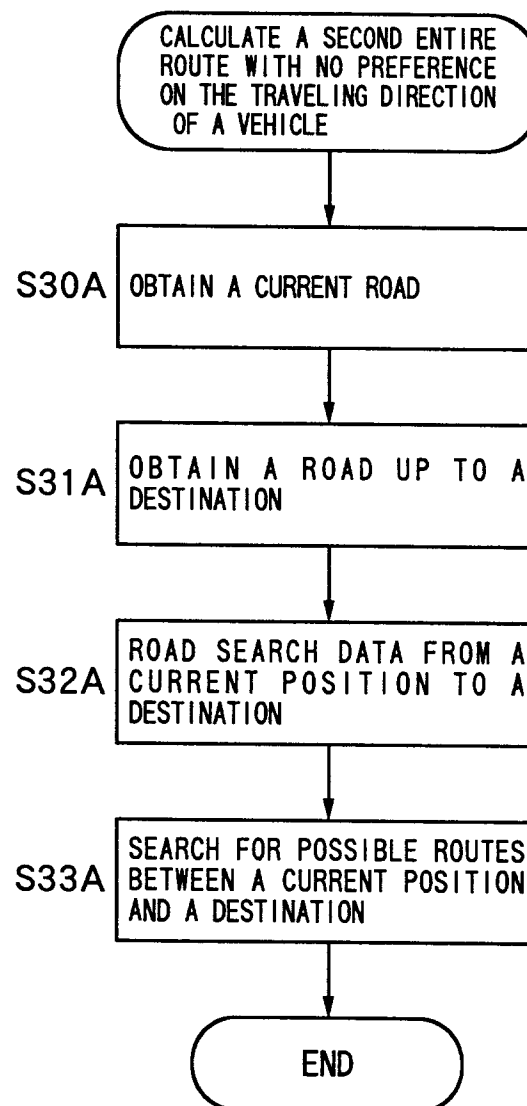 CALCULATE A SECOND ENTIRE
ROUTE WITH NO PREFERENCE
ON THE TRAVELING DIRECTION
OF A VEHICLE
S30A OBTAIN A CURRENT ROAD
S31A OBTAIN A ROAD UP TO A
DESTINATION
ROAD SEARCH DATA FROM A
S32A CURRENT POSITION TO A
DESTINATION
SEARCH FOR POSSIBLE ROUTES
S33A BETWEEN A CURRENT POSITION
AND A DESTINATION
END